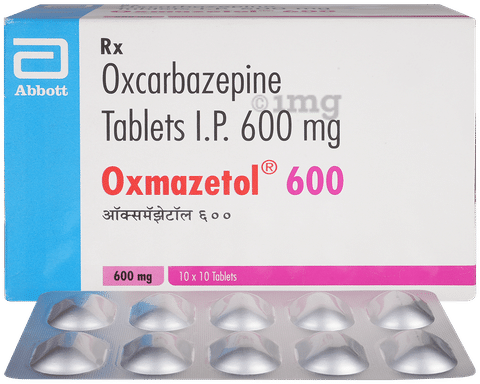 Rx
Oxcarbazepine
Tablets I.P. 600 mg
©1mg
Oxmazetol® 600
ऑक्समॅझेटॉल ६००
600 mg
10 x 10 Tablets
Abbott